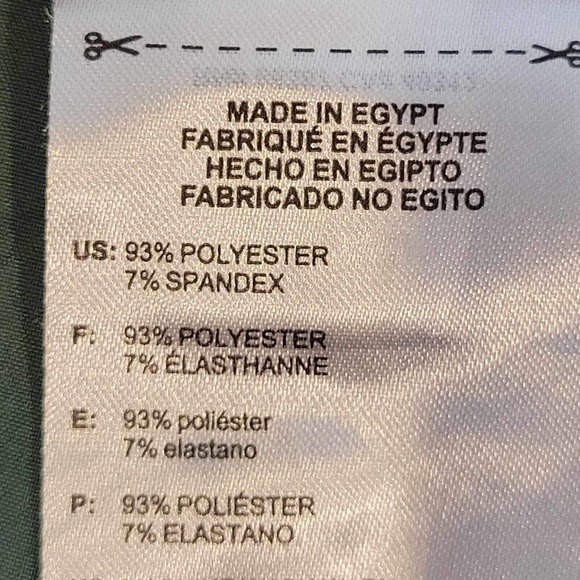 MADE IN EGYPT
FABRIQUÉ EN ÉGYPTE
HECHO EN EGIPTO
FABRICADO NO EGITO
US: 93% POLYESTER
7% SPANDEX
F: 93% POLYESTER
7% ÉLASTHANNE
E: 93% poliéster
7% elastano
P: 93% POLIÉSTER
7% ELASTANO